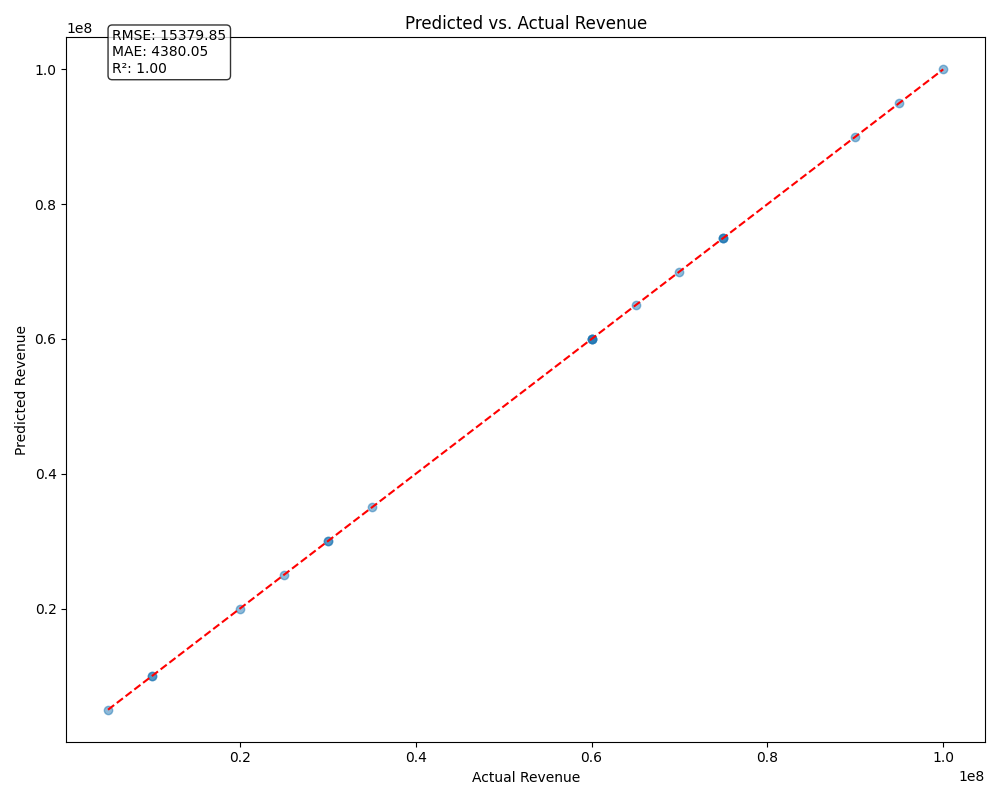 Predicted vs. Actual Revenue
1e8
RMSE: 15379.85
MAE: 4380.05
R²: 1.00
1.0
0.8
0.6
0.4
0.2
Predicted Revenue
0.2
0.4
0.6
0.8
1.0
Actual Revenue
1e8